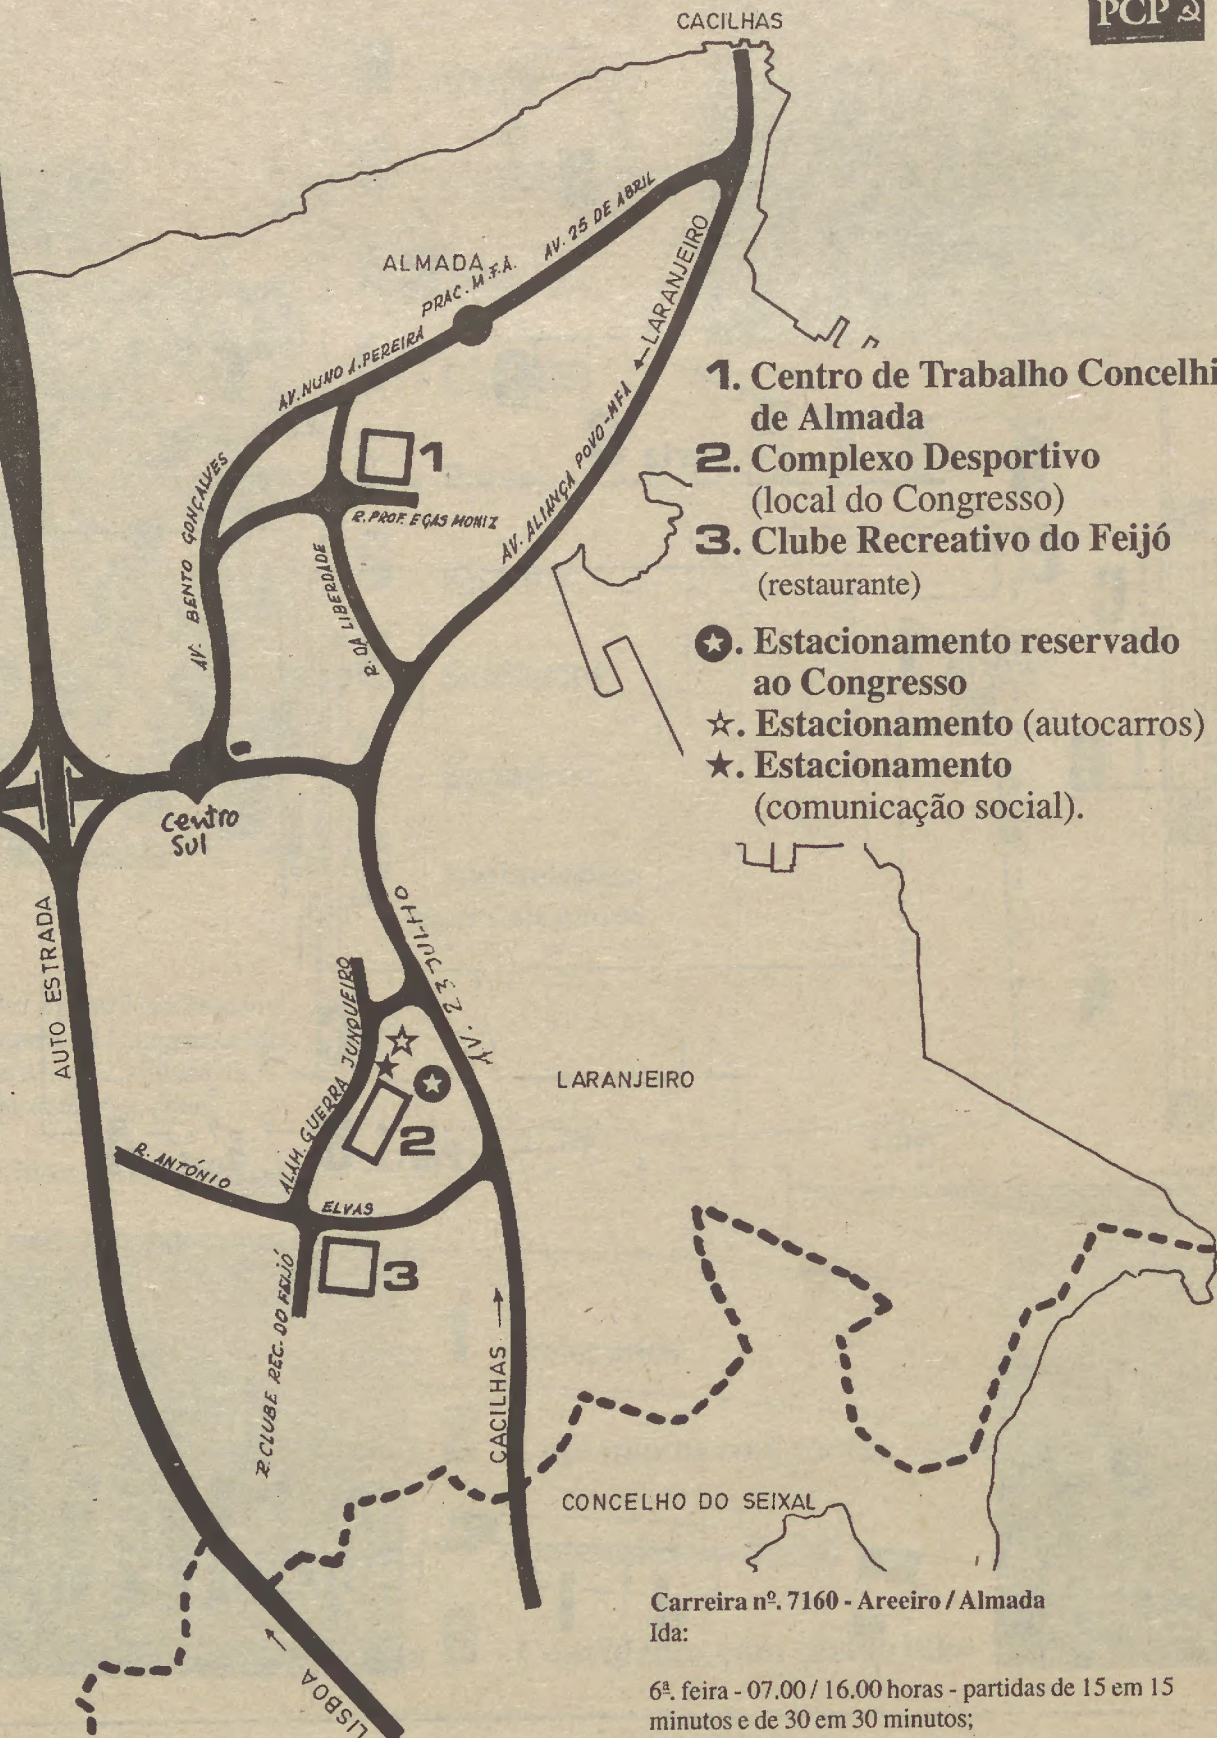 CACILHAS
PCP
AV. 25 DE ABRIL
ALMADA
PRAC. M.F.A.
LARANJEIRO
AV. NUNO A. PEREIRA
1
R. PROF. EGAS MONIZ
AV. BENTO GONÇALVES
R. DA LIBERDADE
AV. ALIANÇA POVO-MFA
1. Centro de Trabalho Concelhi
de Almada
2. Complexo Desportivo
(local do Congresso)
3. Clube Recreativo do Feijó
(restaurante)
. Estacionamento reservado
ao Congresso
☆. Estacionamento (autocarros)
★. Estacionamento
(comunicação social).
centro
Sul
AUTO ESTRADA
AV. 23 JULHO
ALAM. GUERRA JUNQUEIRO
LARANJEIRO
2
R. ANTÓNIO
ELVAS
3
R. CLUBE REC. DO FEIJÓ
CACILHAS
CONCELHO DO SEIXAL
LISBOA
Carreira nº. 7160 - Areeiro / Almada
Ida:
6ª. feira - 07.00 / 16.00 horas - partidas de 15 em 15
minutos e de 30 em 30 minutos;